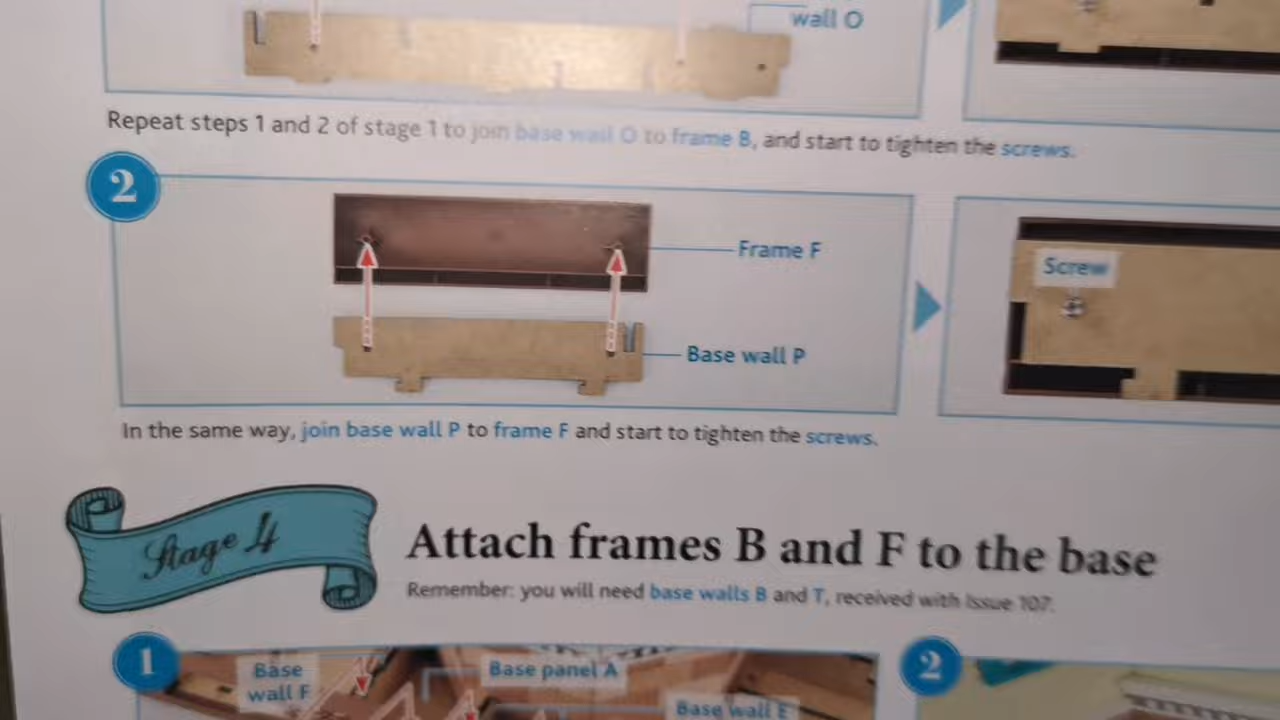 wall O
Repeat steps 1 and 2 of stage 1 to join base wall O to frame B, and start to tighten the screws.
2
Frame F
Screw
Base wall P
In the same way, join base wall P to frame F and start to tighten the screws.
Stage 4
Attach frames B and F to the base
Remember: you will need base walls B and T, received with Issue 107.
1
Base
wall F
Base panel A
Base wall E
2